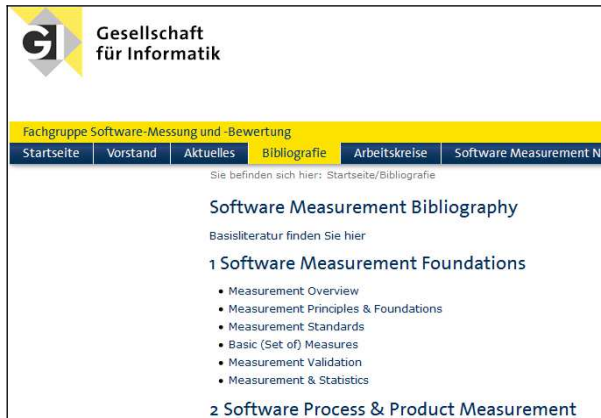 GI
Gesellschaft
für Informatik
Fachgruppe Software-Messung und -Bewertung
Startseite Vorstand Aktuelles Bibliografie Arbeitskreise Software Measurement N
Sie befinden sich hier: Startseite/Bibliografie
Software Measurement Bibliography
Basisliteratur finden Sie hier
1 Software Measurement Foundations
• Measurement Overview
• Measurement Principles & Foundations
• Measurement Standards
• Basic (Set of) Measures
• Measurement Validation
• Measurement & Statistics
2 Software Process & Product Measurement